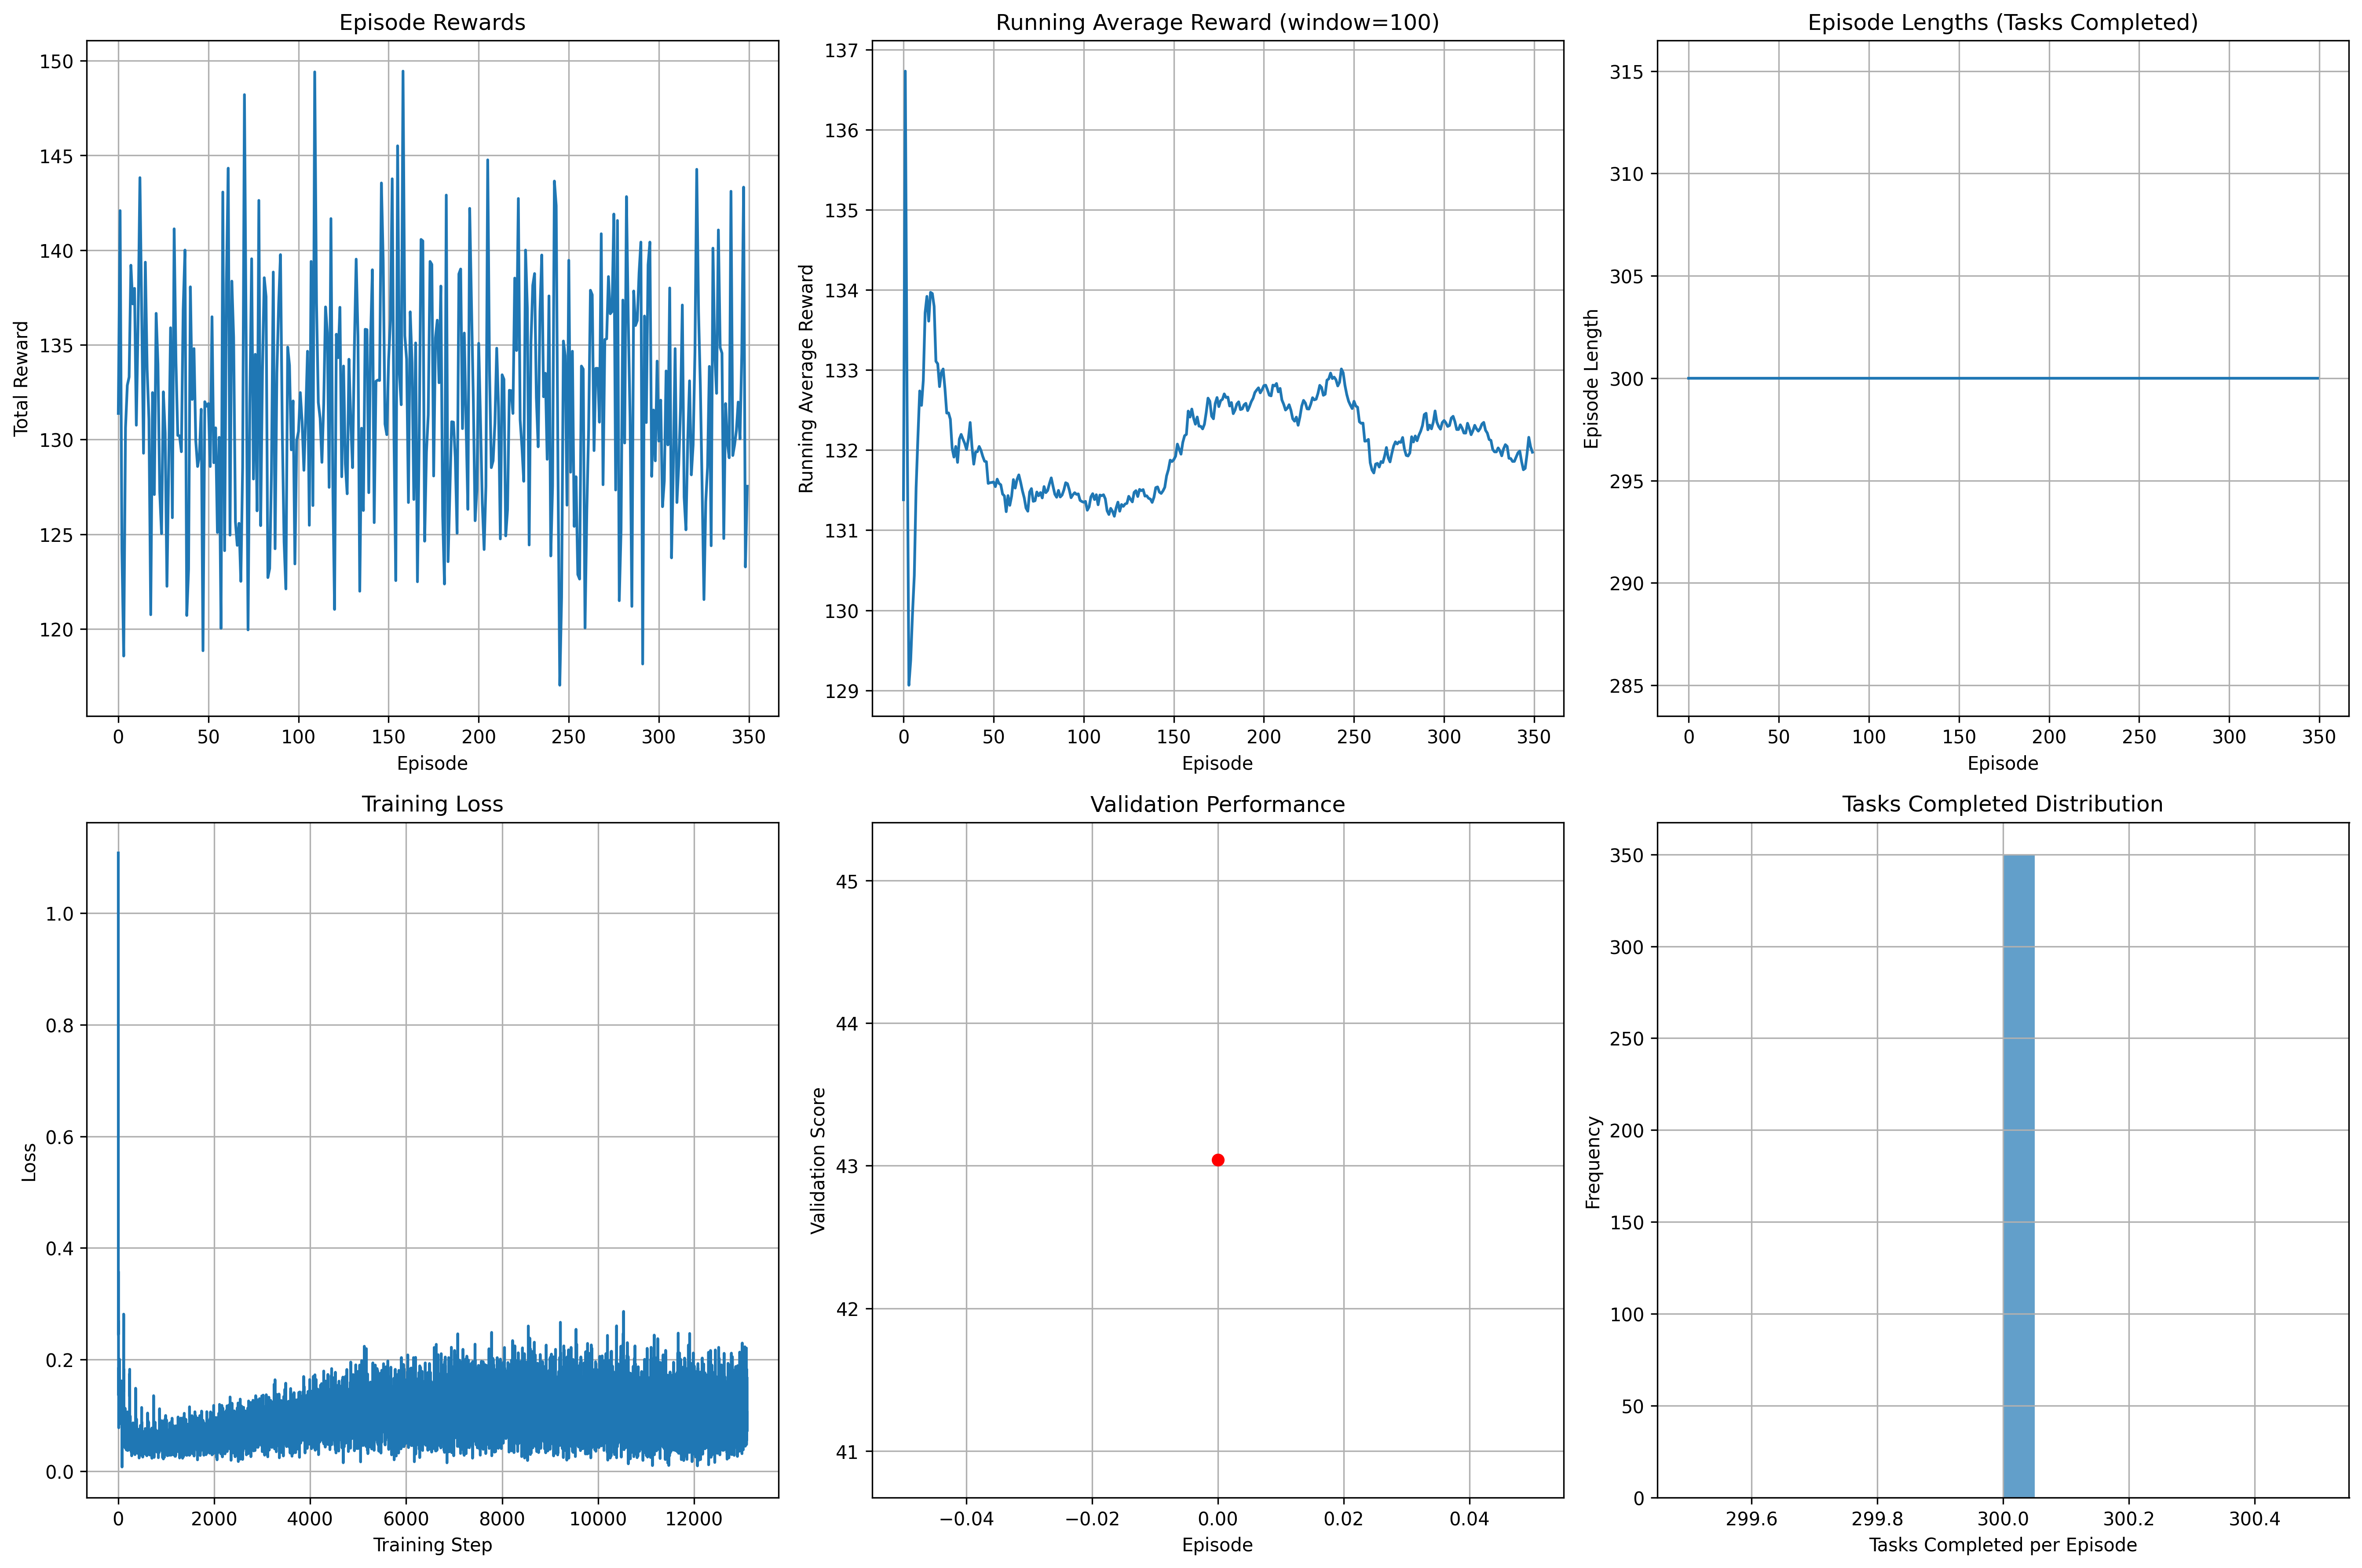 Episode Rewards
Total Reward
150
145
140
135
130
125
120
0 50 100 150 200 250 300 350
Episode
Running Average Reward (window=100)
Running Average Reward
137
136
135
134
133
132
131
130
129
0 50 100 150 200 250 300 350
Episode
Episode Lengths (Tasks Completed)
Episode Length
315
310
305
300
295
290
285
0 50 100 150 200 250 300 350
Episode
Training Loss
Loss
1.0
0.8
0.6
0.4
0.2
0.0
0 2000 4000 6000 8000 10000 12000
Training Step
Validation Performance
Validation Score
45
44
43
42
41
−0.04 −0.02 0.00 0.02 0.04
Episode
Tasks Completed Distribution
Frequency
350
300
250
200
150
100
50
0
299.6 299.8 300.0 300.2 300.4
Tasks Completed per Episode